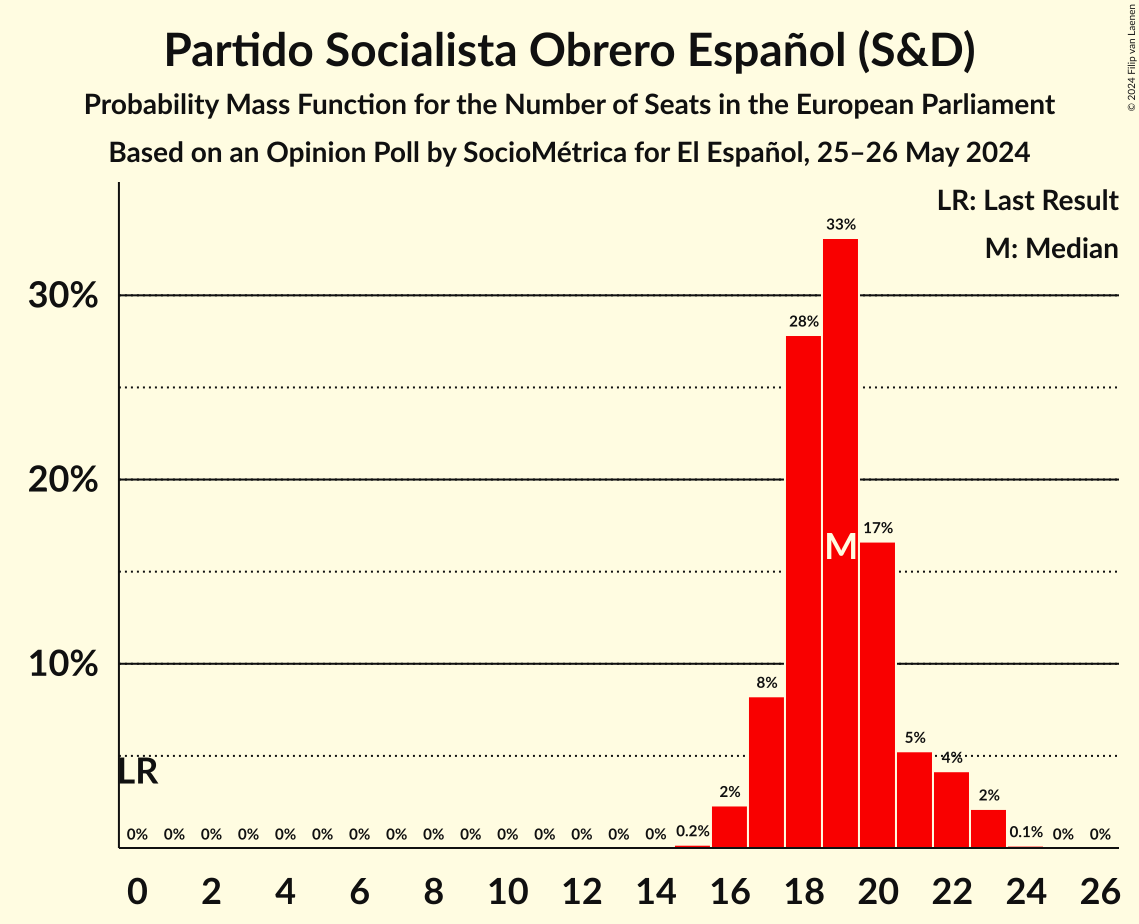 Partido Socialista Obrero Español (S&D)
Probability Mass Function for the Number of Seats in the European Parliament
Based on an Opinion Poll by SocioMétrica for El Español, 25–26 May 2024
© 2024 Filip van Laenen
LR: Last Result
M: Median
30%
20%
10%
33%
28%
M
17%
8%
5%
4%
LR
2%
2%
0% 0% 0% 0% 0% 0% 0% 0% 0% 0% 0% 0% 0% 0% 0% 0.2% 0.1% 0% 0%
0 2 4 6 8 10 12 14 16 18 20 22 24 26